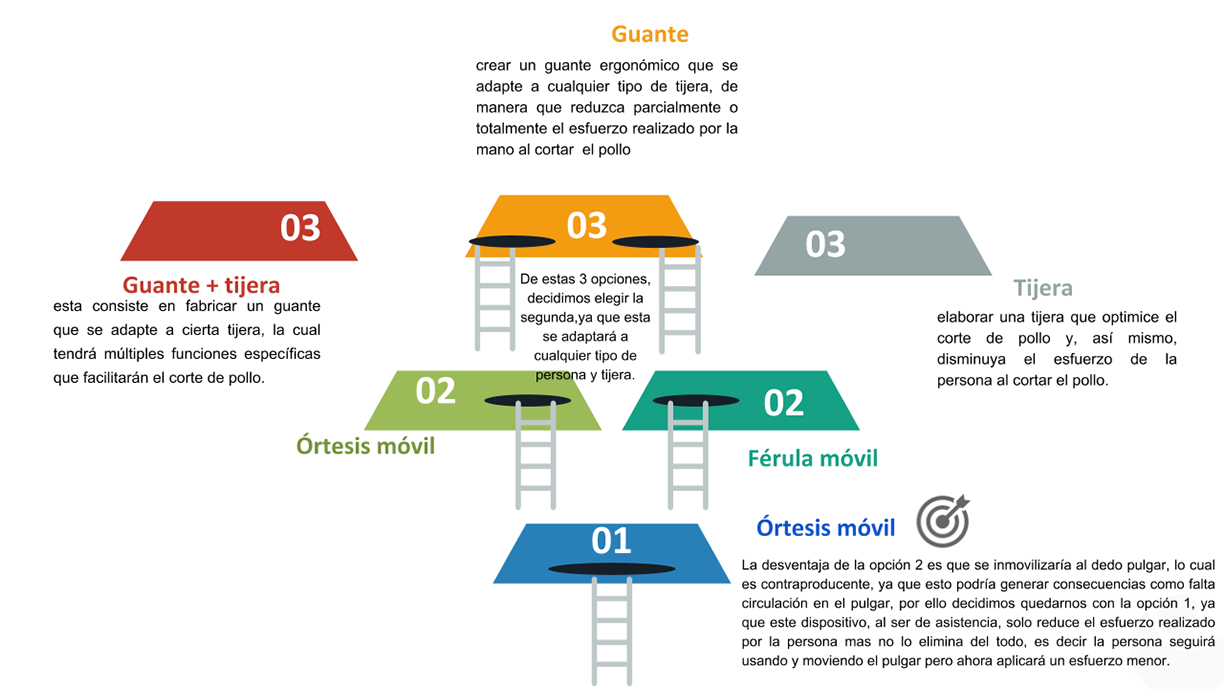 Guante
crear un guante ergonómico que se
adapte a cualquier tipo de tijera, de
manera que reduzca parcialmente o
totalmente el esfuerzo realizado por la
mano al cortar el pollo
03
Guante + tijera
esta consiste en fabricar un guante
que se adapte a cierta tijera, la cual
tendrá múltiples funciones específicas
que facilitarán el corte de pollo.
03
De estas 3 opciones,
decidimos elegir la
segunda,ya que esta
se adaptará a
cualquier tipo de
persona y tijera.
03
Tijera
elaborar una tijera que optimice el
corte de pollo y, así mismo,
disminuya el esfuerzo de la
persona al cortar el pollo.
02
Órtesis móvil
02
Férula móvil
01
Órtesis móvil
La desventaja de la opción 2 es que se inmovilizaría al dedo pulgar, lo cual
es contraproducente, ya que esto podría generar consecuencias como falta
circulación en el pulgar, por ello decidimos quedarnos con la opción 1, ya
que este dispositivo, al ser de asistencia, solo reduce el esfuerzo realizado
por la persona mas no lo elimina del todo, es decir la persona seguirá
usando y moviendo el pulgar pero ahora aplicará un esfuerzo menor.